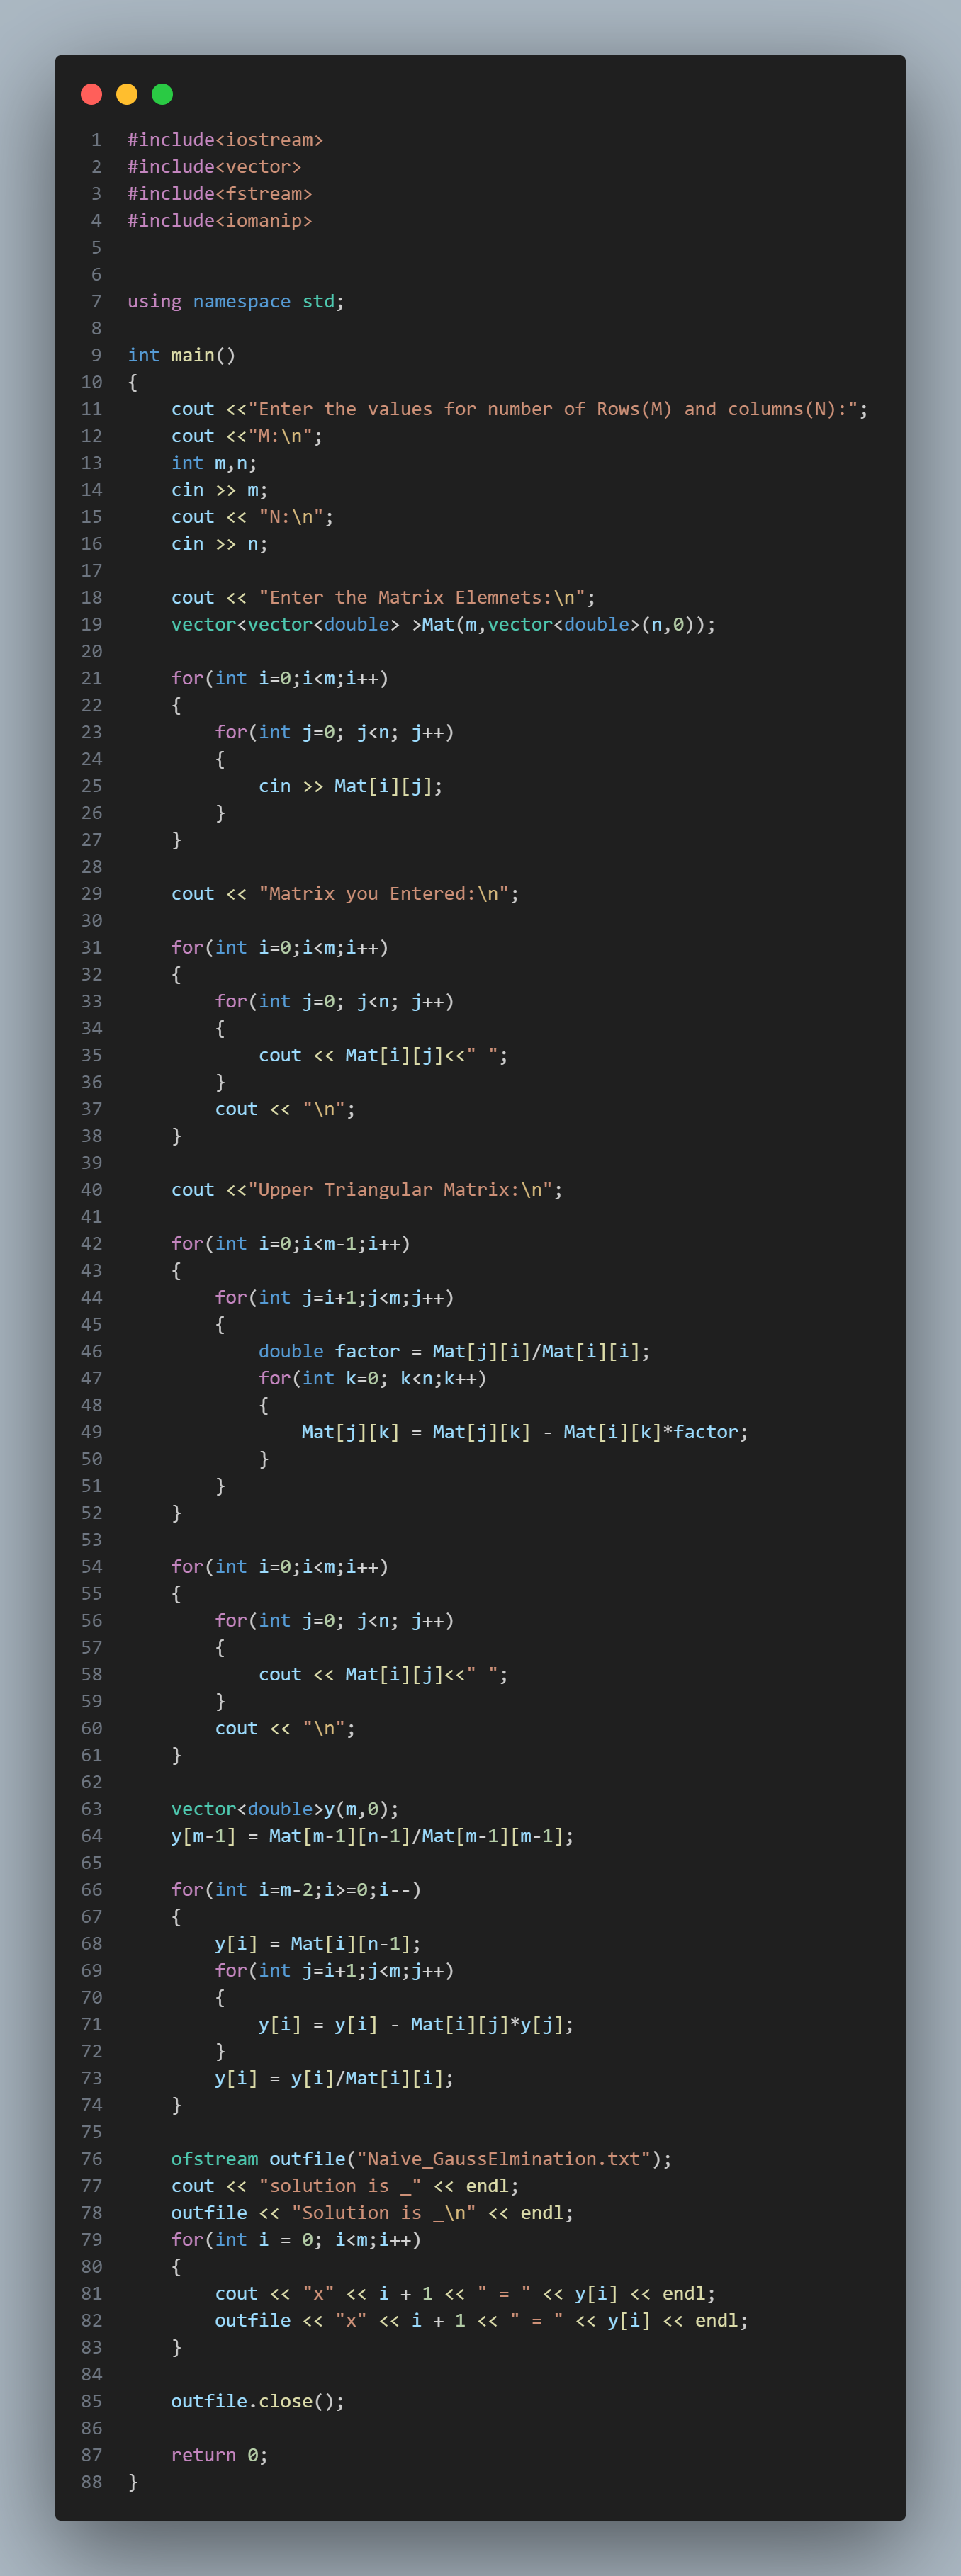 1 #include<iostream>
2 #include<vector>
3 #include<fstream>
4 #include<iomanip>
5
6
7 using namespace std;
8
9 int main()
10 {
11     cout <<"Enter the values for number of Rows(M) and columns(N):";
12     cout <<"M:\n";
13     int m,n;
14     cin >> m;
15     cout << "N:\n";
16     cin >> n;
17
18     cout << "Enter the Matrix Elemnets:\n";
19     vector<vector<double> >Mat(m,vector<double>(n,0));
20
21     for(int i=0;i<m;i++)
22     {
23         for(int j=0; j<n; j++)
24         {
25             cin >> Mat[i][j];
26         }
27     }
28
29     cout << "Matrix you Entered:\n";
30
31     for(int i=0;i<m;i++)
32     {
33         for(int j=0; j<n; j++)
34         {
35             cout << Mat[i][j]<<" ";
36         }
37         cout << "\n";
38     }
39
40     cout <<"Upper Triangular Matrix:\n";
41
42     for(int i=0;i<m-1;i++)
43     {
44         for(int j=i+1;j<m;j++)
45         {
46             double factor = Mat[j][i]/Mat[i][i];
47             for(int k=0; k<n;k++)
48             {
49                 Mat[j][k] = Mat[j][k] - Mat[i][k]*factor;
50             }
51         }
52     }
53
54     for(int i=0;i<m;i++)
55     {
56         for(int j=0; j<n; j++)
57         {
58             cout << Mat[i][j]<<" ";
59         }
60         cout << "\n";
61     }
62
63     vector<double>y(m,0);
64     y[m-1] = Mat[m-1][n-1]/Mat[m-1][m-1];
65
66     for(int i=m-2;i>=0;i--)
67     {
68         y[i] = Mat[i][n-1];
69         for(int j=i+1;j<m;j++)
70         {
71             y[i] = y[i] - Mat[i][j]*y[j];
72         }
73         y[i] = y[i]/Mat[i][i];
74     }
75
76     ofstream outfile("Naive_GaussElmination.txt");
77     cout << "solution is _" << endl;
78     outfile << "Solution is _\n" << endl;
79     for(int i = 0; i<m;i++)
80     {
81         cout << "x" << i + 1 << " = " << y[i] << endl;
82         outfile << "x" << i + 1 << " = " << y[i] << endl;
83     }
84
85     outfile.close();
86
87     return 0;
88 }